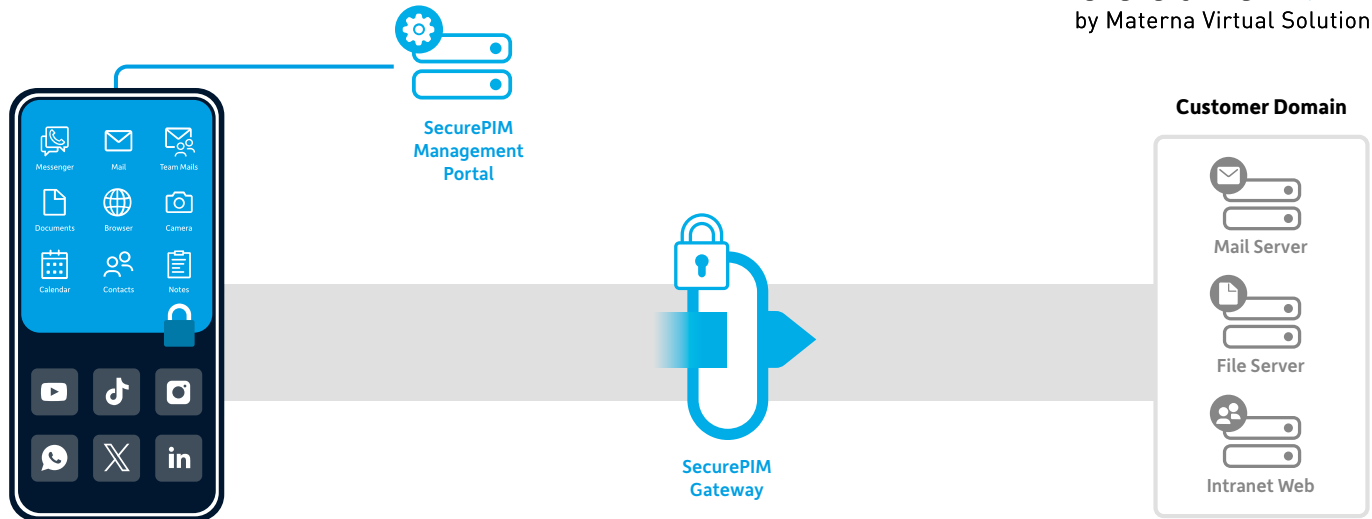 by Materna Virtual Solution
SecurePIM
Management
Portal
Customer Domain
Messenger
Mail
Team Mails
Documents
Browser
Camera
Calendar
Contacts
Notes
in
Mail Server
File Server
Intranet Web
SecurePIM
Gateway